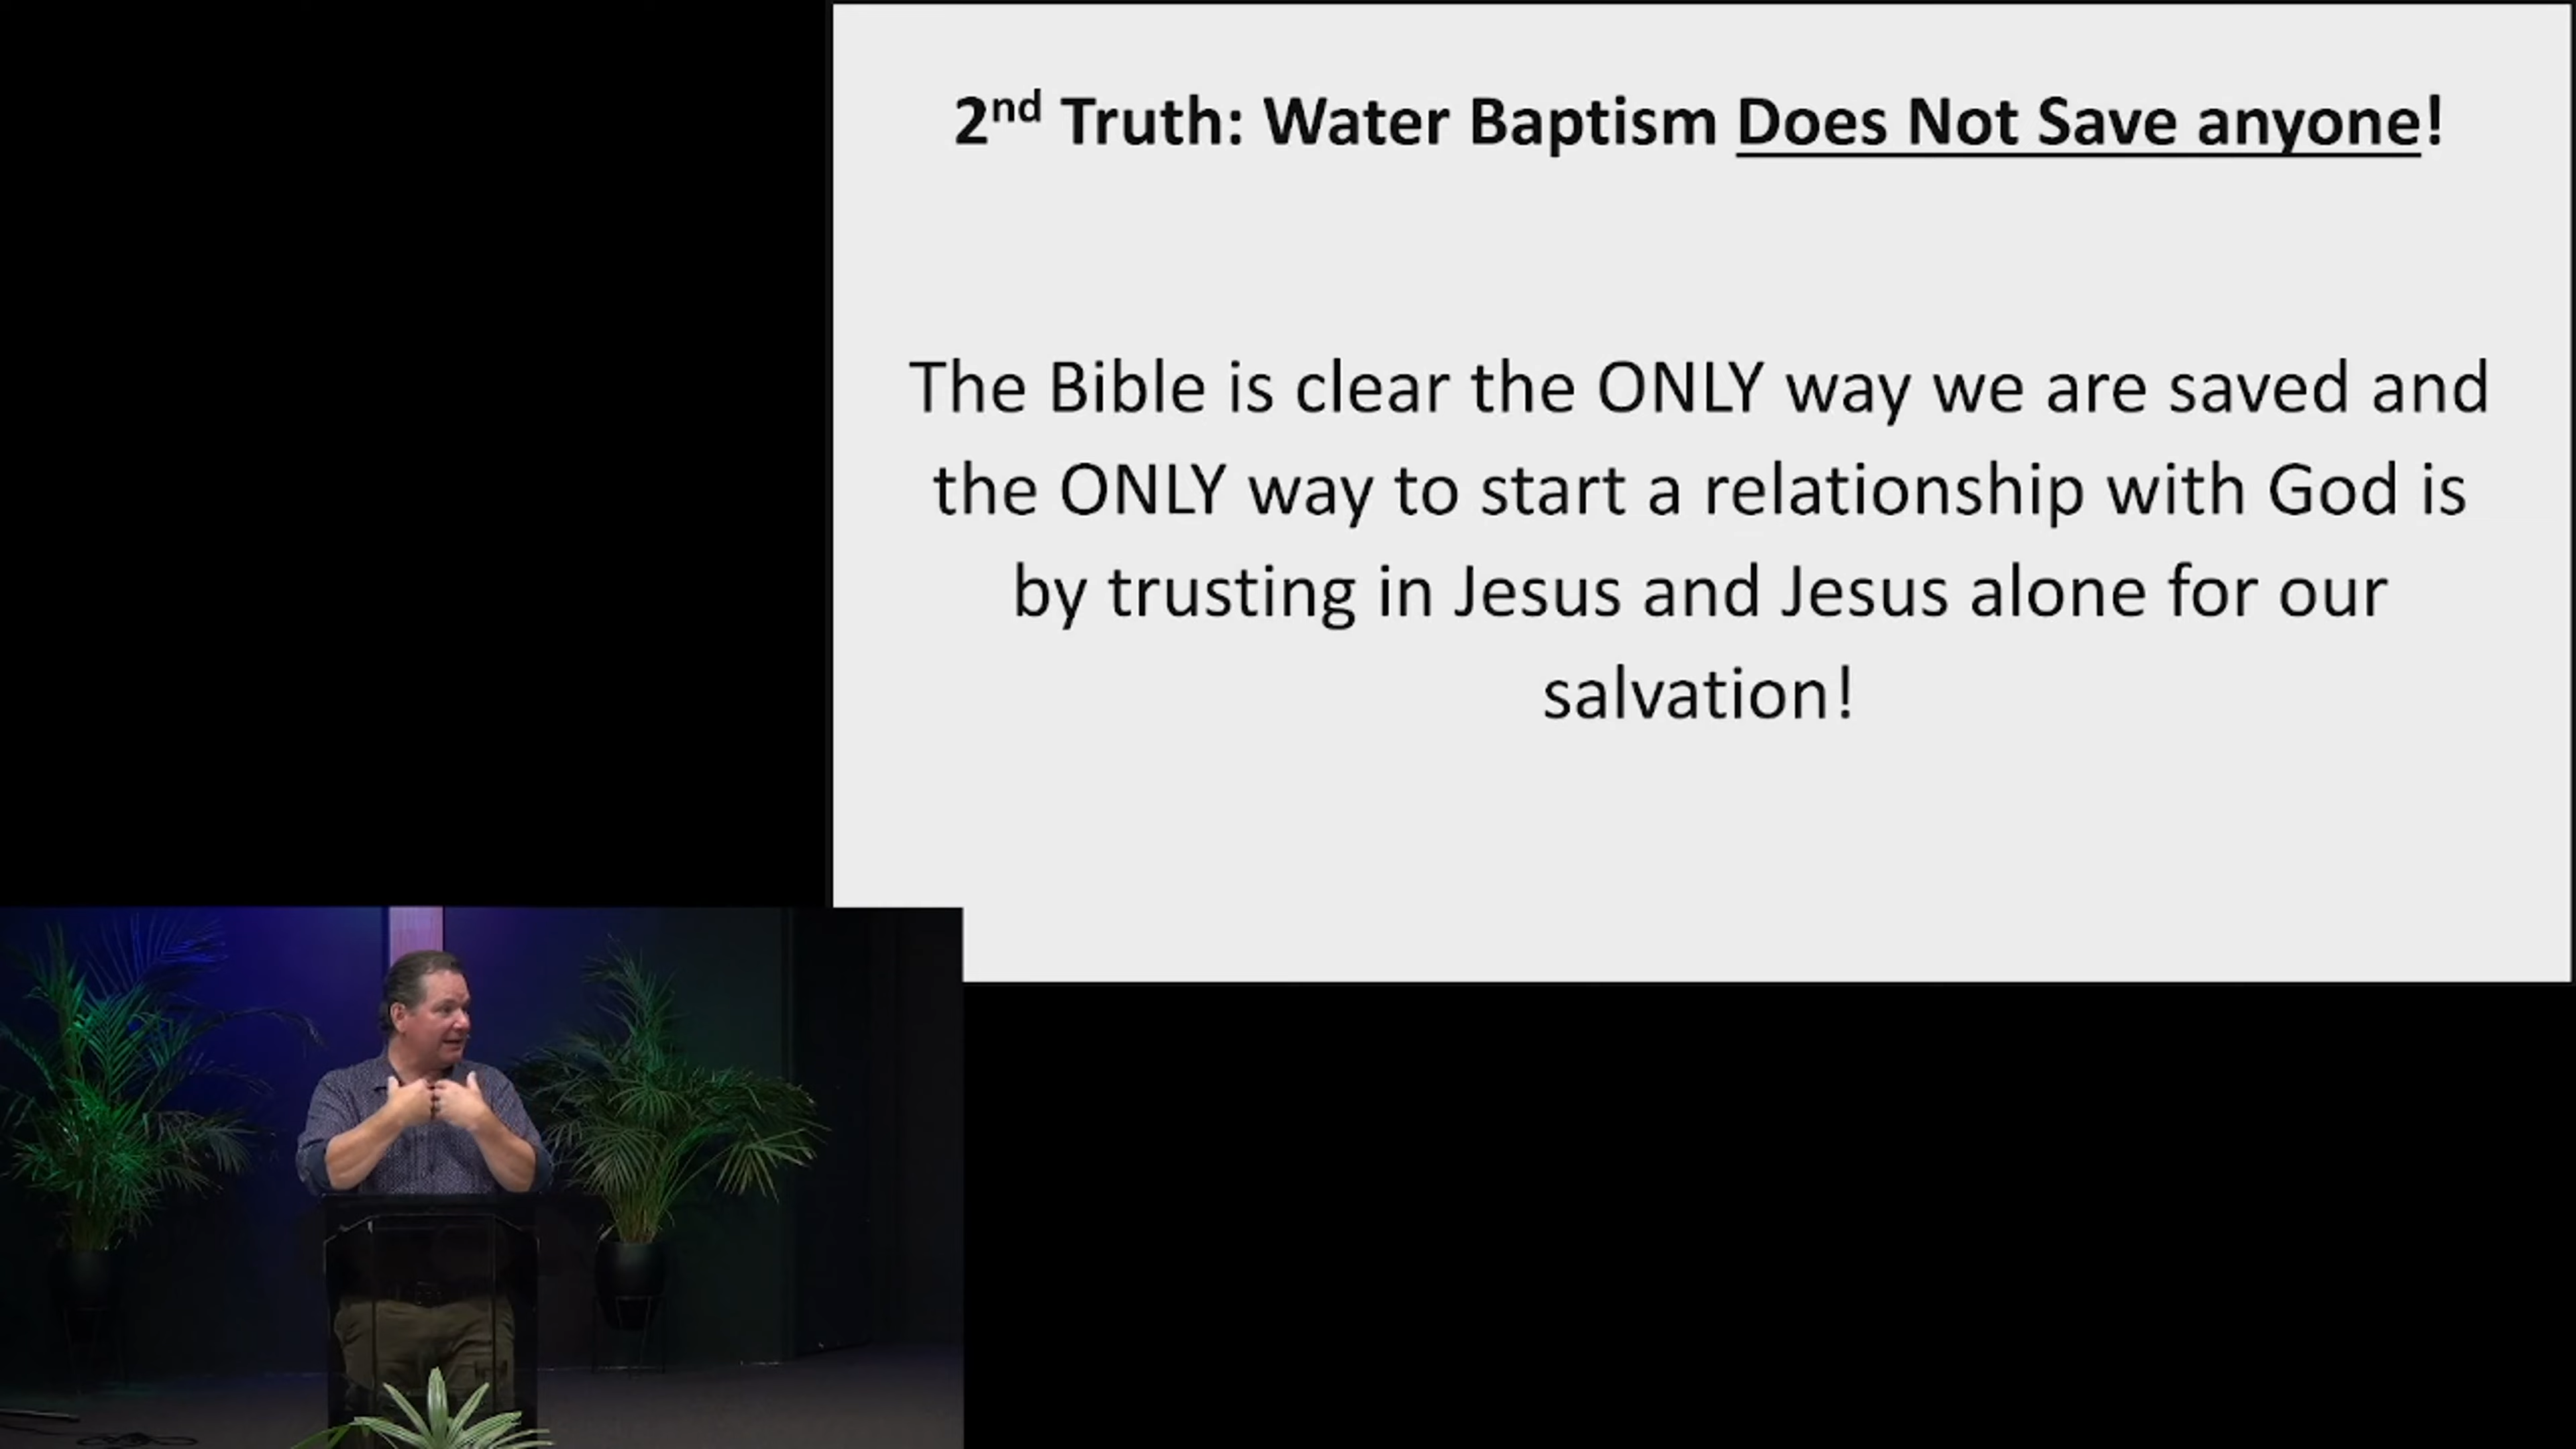 2nd Truth: Water Baptism Does Not Save anyone!
The Bible is clear the ONLY way we are saved and
the ONLY way to start a relationship with God is
by trusting in Jesus and Jesus alone for our
salvation!